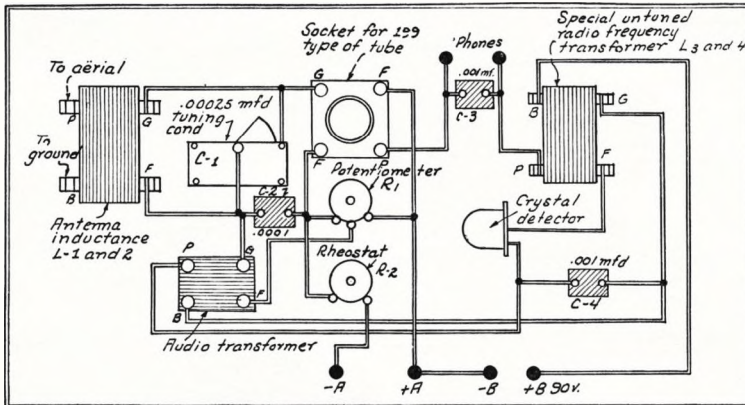 Socket for 199
type of tube
'Phones
Special untuned
radio frequency
transformer L3 and 4
To aërial
P
G
.00025 mfd
tuning
cond
C-1
G
F
F
P
.001 mf.
C-3
B
G
P
F
To
ground
B
F
Antenna
inductance
L-1 and 2
C-2
.0001
Potentiometer
R1
Crystal
detector
Rheostat
R-2
P
G
B
F
Audio transformer
.001 mfd
C-4
-A
+A
-B
+B 90v.